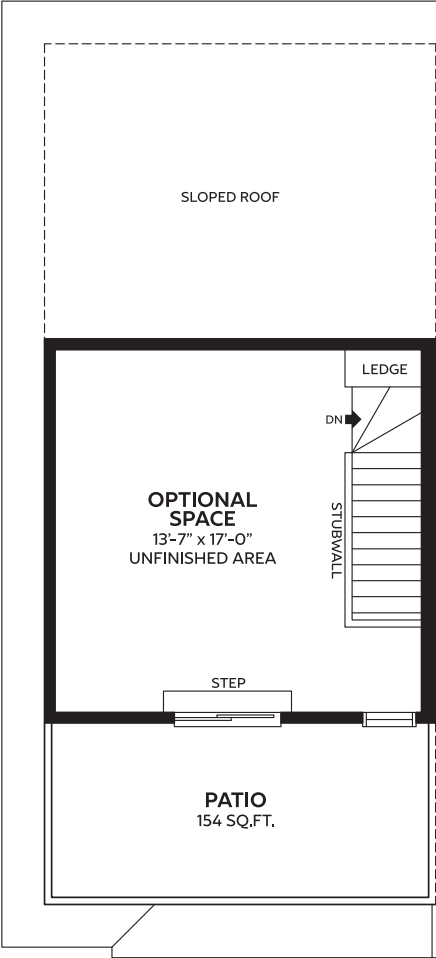 SLOPED ROOF
LEDGE
DN
OPTIONAL
SPACE
13'-7" x 17'-0"
UNFINISHED AREA
STUBWALL
STEP
PATIO
154 SQ.FT.